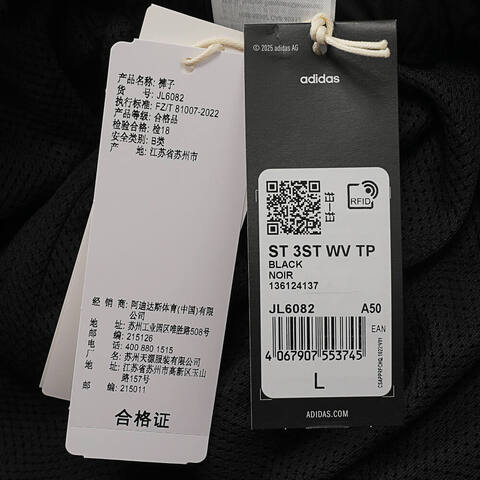 产品名称: 裤子
货 号: JL6082
执行标准: FZ/T 81007-2022
产品等级: 合格品
检验合格: 检18
安全类别: B类
产 地: 江苏省苏州市
经 销 商: 阿迪达斯体育(中国)有限
公司
地 址: 苏州工业园区唯胜路505号
邮 编: 215126
电 话: 400 880 1515
厂 名: 苏州天源服装有限公司
地 址: 江苏省苏州市高新区玉山
路157号
邮 编: 215011
合格证
© 2025 adidas AG
adidas
RFID
ST 3ST WV TP
BLACK
NOIR
136124137
JL6082 A50
EAN
4 067907 553745
L
ADIDAS.COM